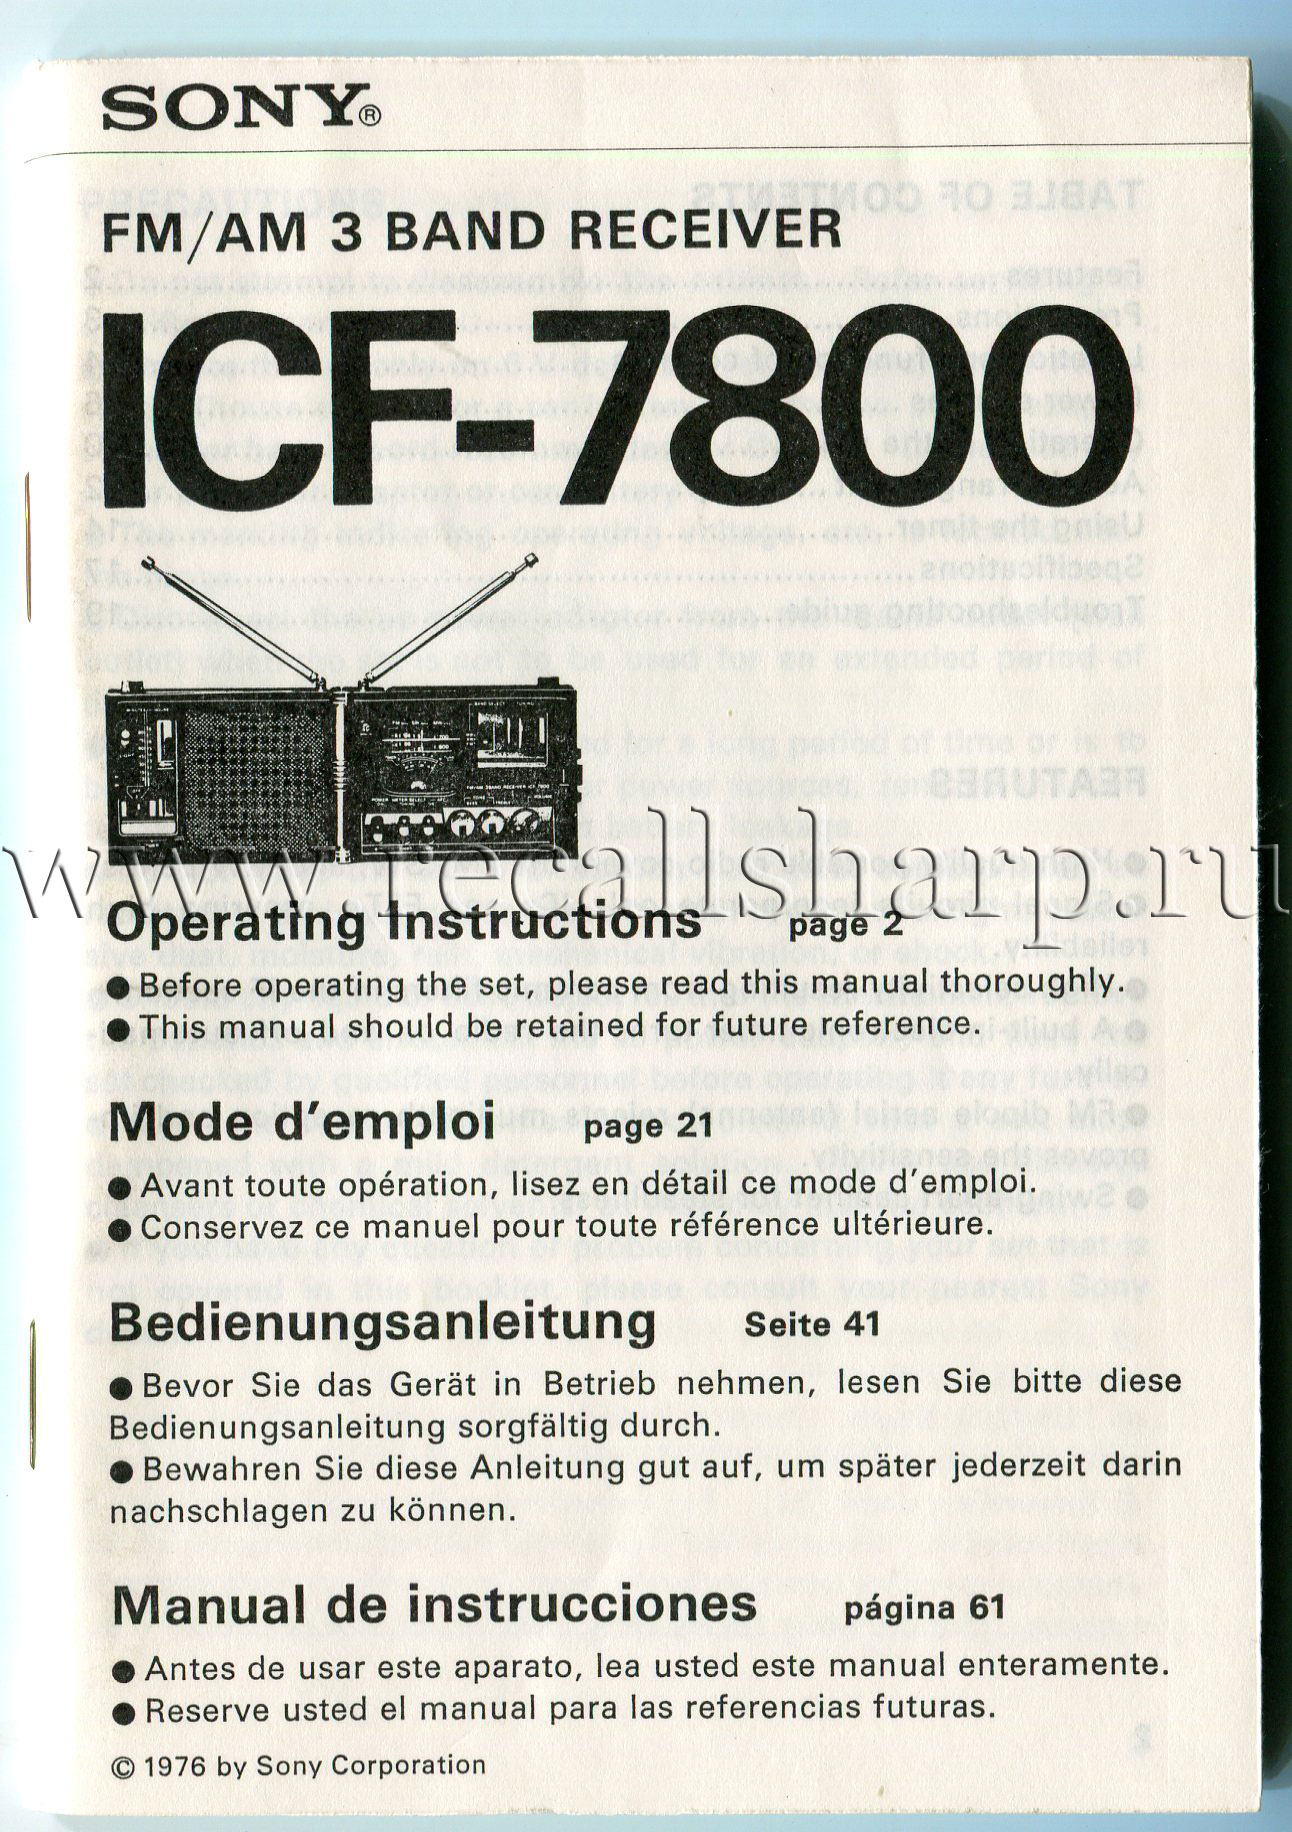 SONY®
FM/AM 3 BAND RECEIVER
ICF-7800
www.recallsharp.ru
Operating Instructions page 2
● Before operating the set, please read this manual thoroughly.
● This manual should be retained for future reference.
Mode d'emploi page 21
● Avant toute opération, lisez en détail ce mode d'emploi.
● Conservez ce manuel pour toute référence ultérieure.
Bedienungsanleitung Seite 41
● Bevor Sie das Gerät in Betrieb nehmen, lesen Sie bitte diese
Bedienungsanleitung sorgfältig durch.
● Bewahren Sie diese Anleitung gut auf, um später jederzeit darin
nachschlagen zu können.
Manual de instrucciones página 61
● Antes de usar este aparato, lea usted este manual enteramente.
● Reserve usted el manual para las referencias futuras.
© 1976 by Sony Corporation